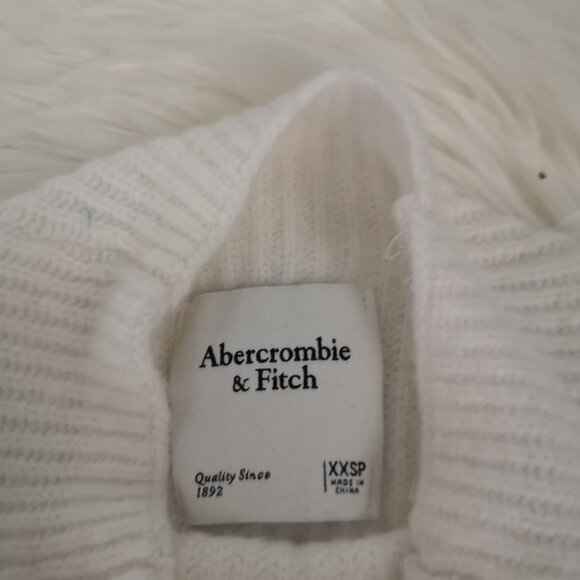 Abercrombie
& Fitch
Quality Since
1892
XXSP
MADE IN
CHINA